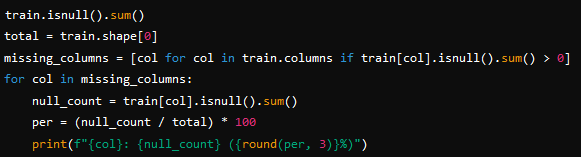 train.isnull().sum()
total = train.shape[0]
missing_columns = [col for col in train.columns if train[col].isnull().sum() > 0]
for col in missing_columns:
    null_count = train[col].isnull().sum()
    per = (null_count / total) * 100
    print(f"{col}: {null_count} ({round(per, 3)}%)")